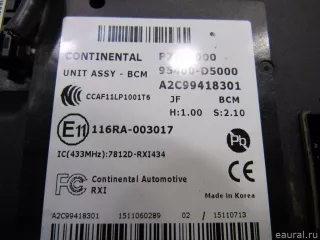 CONTINENTAL
UNIT ASSY - BCM 95400-D5000
A2C99418301
CCAF11LP1001T6 JF BCM
H:1.00 S:2.10
E11 116RA-003017
Pb
IC(433MHz):7812D-RXI434
FC Continental Automotive
RXI Made in Korea
A2C99418301 1511060289 02 / 15110713
eaural.ru